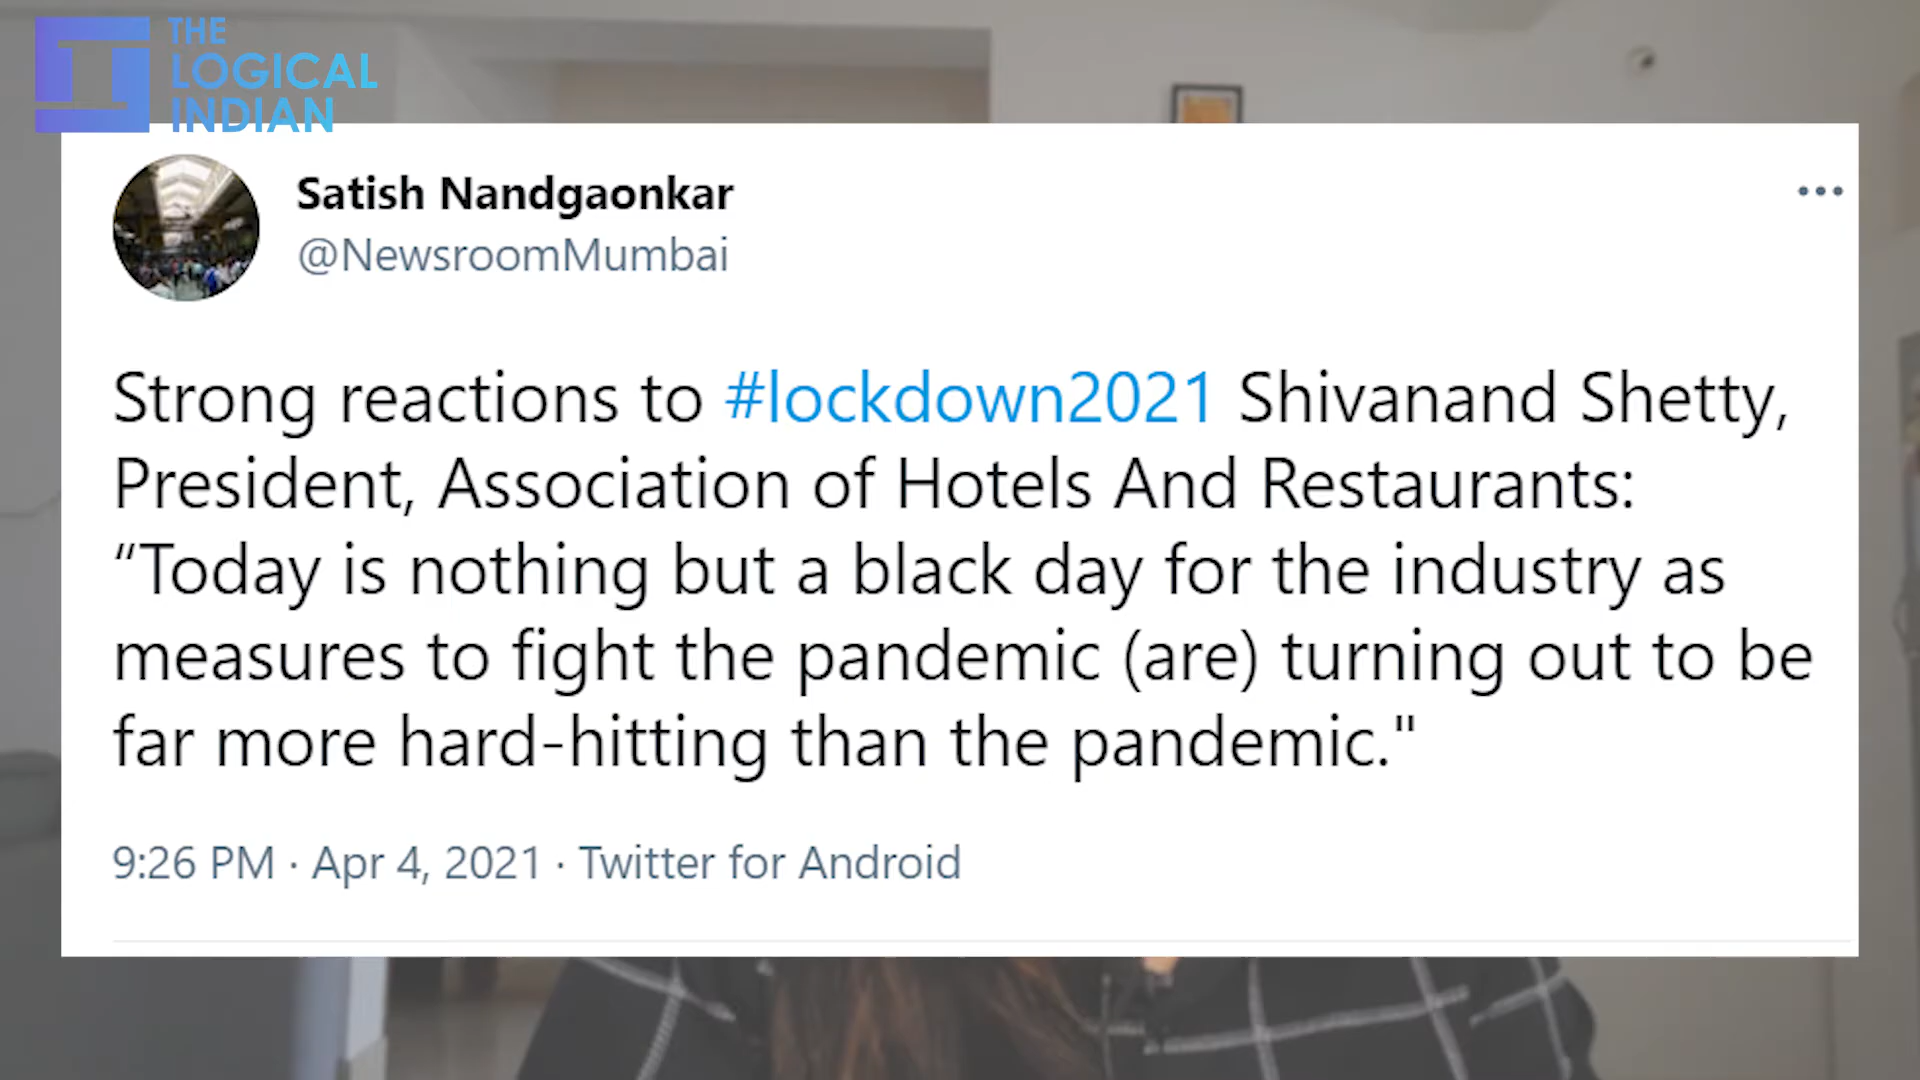 THE
LOGICAL
INDIAN
Satish Nandgaonkar
@NewsroomMumbai
Strong reactions to #lockdown2021 Shivanand Shetty,
President, Association of Hotels And Restaurants:
“Today is nothing but a black day for the industry as
measures to fight the pandemic (are) turning out to be
far more hard-hitting than the pandemic."
9:26 PM · Apr 4, 2021 · Twitter for Android